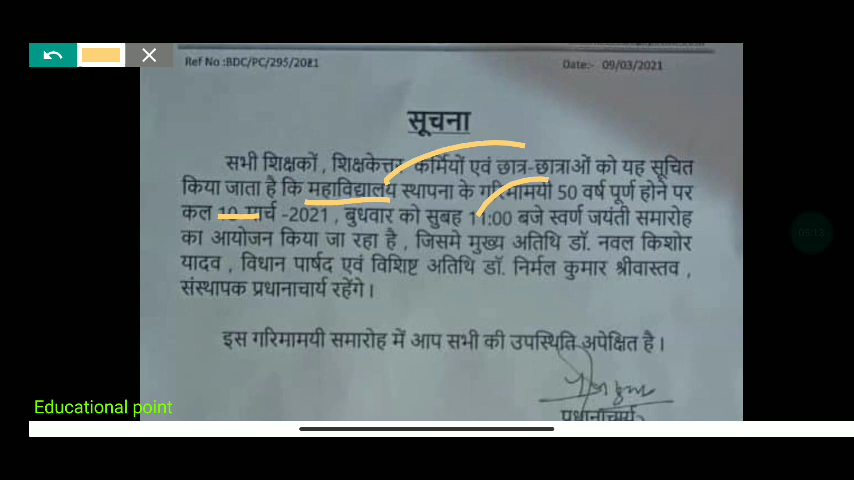 Ref No :BDC/PC/295/2021
Date:- 09/03/2021
सूचना
सभी शिक्षकों , शिक्षकेत्तर कर्मियों एवं छात्र-छात्राओं को यह सूचित
किया जाता है कि महाविद्यालय स्थापना के गरिमामयी 50 वर्ष पूर्ण होने पर
कल 10 मार्च -2021 , बुधवार को सुबह 11:00 बजे स्वर्ण जयंती समारोह
का आयोजन किया जा रहा है , जिसमे मुख्य अतिथि डॉ. नवल किशोर
यादव , विधान पार्षद एवं विशिष्ट अतिथि डॉ. निर्मल कुमार श्रीवास्तव ,
संस्थापक प्रधानाचार्य रहेंगे ।
इस गरिमामयी समारोह में आप सभी की उपस्थिति अपेक्षित है ।
प्रधानाचार्य
Educational point